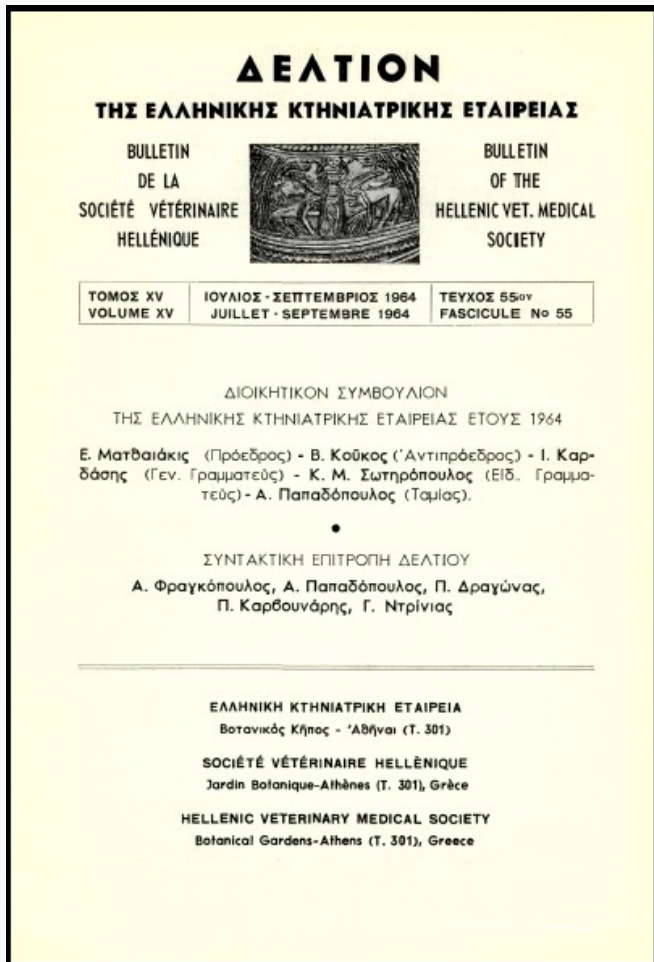 ΔΕΛΤΙΟΝ
ΤΗΣ ΕΛΛΗΝΙΚΗΣ ΚΤΗΝΙΑΤΡΙΚΗΣ ΕΤΑΙΡΕΙΑΣ
BULLETIN
DE LA
SOCIÉTÉ VÉTÉRINAIRE
HELLÉNIQUE
BULLETIN
OF THE
HELLENIC VET. MEDICAL
SOCIETY
ΤΟΜΟΣ XV
VOLUME XV
ΙΟΥΛΙΟΣ - ΣΕΠΤΕΜΒΡΙΟΣ 1964
JUILLET - SEPTEMBRE 1964
ΤΕΥΧΟΣ 55ον
FASCICULE No 55
ΔΙΟΙΚΗΤΙΚΟΝ ΣΥΜΒΟΥΛΙΟΝ
ΤΗΣ ΕΛΛΗΝΙΚΗΣ ΚΤΗΝΙΑΤΡΙΚΗΣ ΕΤΑΙΡΕΙΑΣ ΕΤΟΥΣ 1964
Ε. Ματθαιάκις (Πρόεδρος) - Β. Κοῦκος (Ἀντιπρόεδρος) - Ι. Καρ-
δάσης (Γεν. Γραμματεὺς) - Κ. Μ. Σωτηρόπουλος (Εἰδ. Γραμμα-
τεὺς) - Α. Παπαδόπουλος (Ταμίας).
ΣΥΝΤΑΚΤΙΚΗ ΕΠΙΤΡΟΠΗ ΔΕΛΤΙΟΥ
Α. Φραγκόπουλος, Α. Παπαδόπουλος, Π. Δραγώνας,
Π. Καρβουνάρης, Γ. Ντρίνιας
ΕΛΛΗΝΙΚΗ ΚΤΗΝΙΑΤΡΙΚΗ ΕΤΑΙΡΕΙΑ
Βοτανικός Κῆπος - Ἀθῆναι (Τ. 301)
SOCIÉTÉ VÉTÉRINAIRE HELLÈNIQUE
Jardin Botanique-Athènes (T. 301), Grèce
HELLENIC VETERINARY MEDICAL SOCIETY
Botanical Gardens-Athens (T. 301), Greece